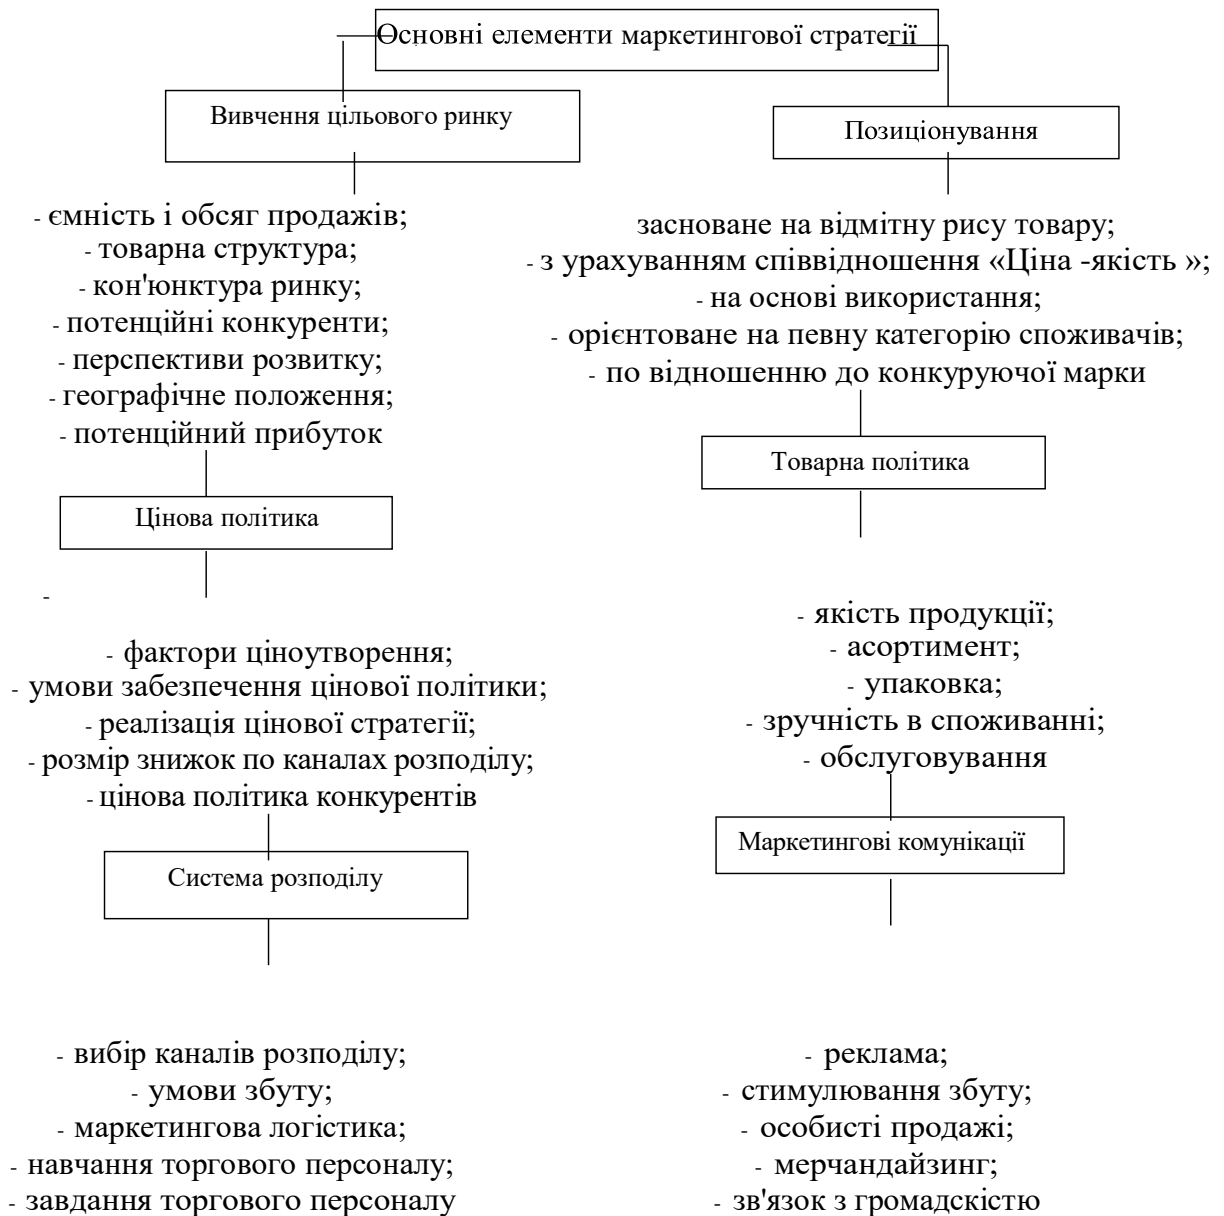 Основні елементи маркетингової стратегії
Вивчення цільового ринку
- ємність і обсяг продажів;
- товарна структура;
- кон'юнктура ринку;
- потенційні конкуренти;
- перспективи розвитку;
- географічне положення;
- потенційний прибуток
Цінова політика
-
- фактори ціноутворення;
- умови забезпечення цінової політики;
- реалізація цінової стратегії;
- розмір знижок по каналах розподілу;
- цінова політика конкурентів
Система розподілу
- вибір каналів розподілу;
- умови збуту;
- маркетингова логістика;
- навчання торгового персоналу;
- завдання торгового персоналу
Позиціонування
засноване на відмітну рису товару;
- з урахуванням співвідношення «Ціна -якість »;
- на основі використання;
- орієнтоване на певну категорію споживачів;
- по відношенню до конкуруючої марки
Товарна політика
- якість продукції;
- асортимент;
- упаковка;
- зручність в споживанні;
- обслуговування
Маркетингові комунікації
- реклама;
- стимулювання збуту;
- особисті продажі;
- мерчандайзинг;
- зв'язок з громадскістю